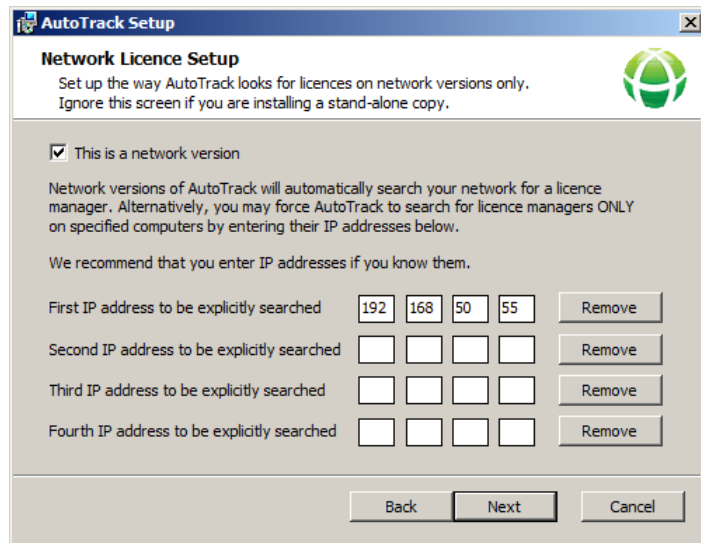 AutoTrack Setup
Network Licence Setup
Set up the way AutoTrack looks for licences on network versions only.
Ignore this screen if you are installing a stand-alone copy.
This is a network version
Network versions of AutoTrack will automatically search your network for a licence
manager. Alternatively, you may force AutoTrack to search for licence managers ONLY
on specified computers by entering their IP addresses below.
We recommend that you enter IP addresses if you know them.
First IP address to be explicitly searched 192 168 50 55 Remove
Second IP address to be explicitly searched Remove
Third IP address to be explicitly searched Remove
Fourth IP address to be explicitly searched Remove
Back Next Cancel